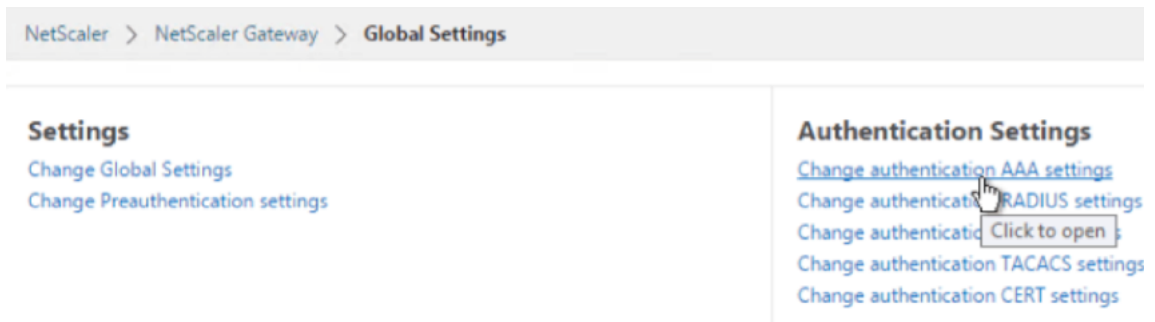 NetScaler > NetScaler Gateway > Global Settings
Settings
Change Global Settings
Change Preauthentication settings
Authentication Settings
Change authentication AAA settings
Change authenticati RADIUS settings
Change authenticatio s
Click to open
Change authentication TACACS settings
Change authentication CERT settings